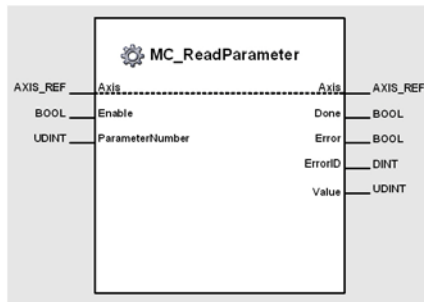 MC_ReadParameter
AXIS_REF Axis Axis AXIS_REF
BOOL Enable Done BOOL
UDINT ParameterNumber Error BOOL
ErrorID DINT
Value UDINT